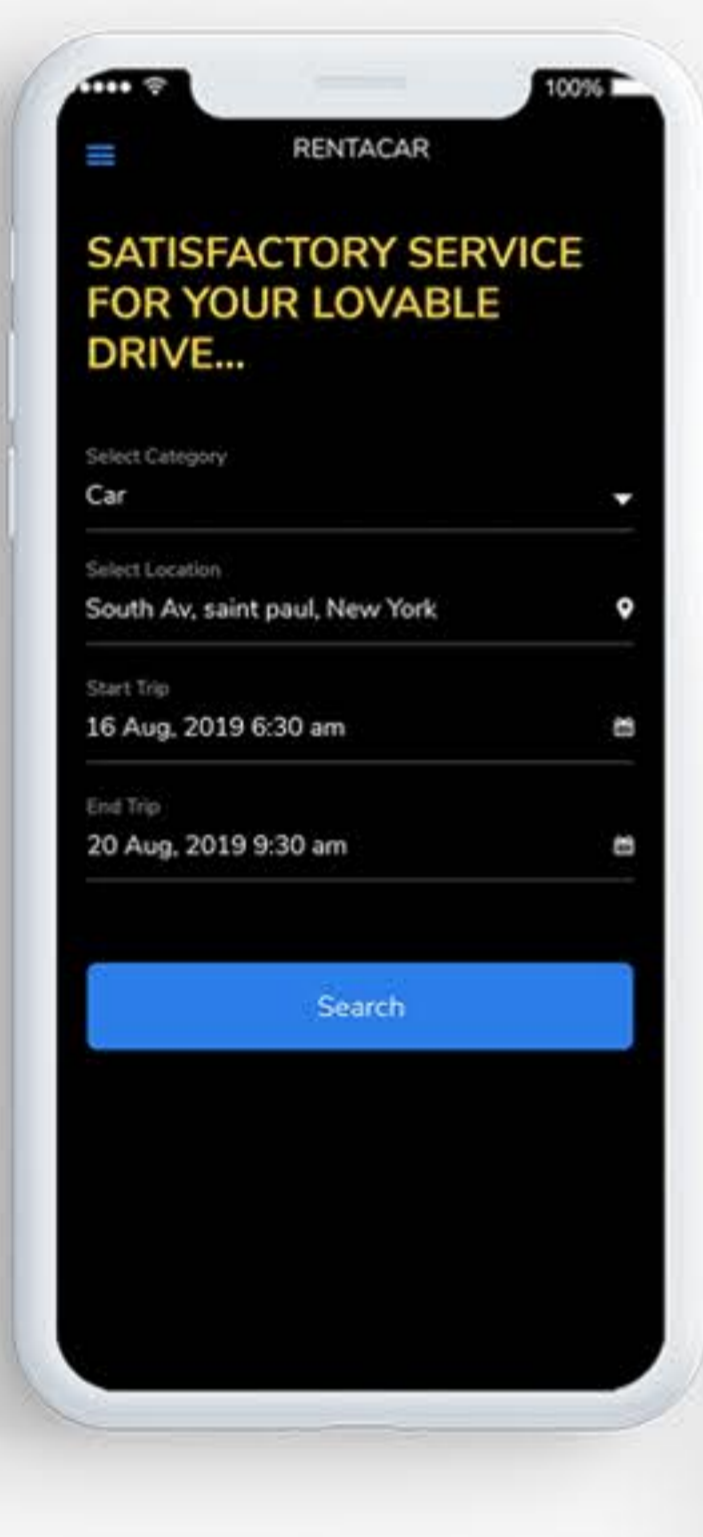 100%
RENTACAR
SATISFACTORY SERVICE
FOR YOUR LOVABLE
DRIVE...
Select Category
Car
Select Location
South Av, saint paul, New York
Start Trip
16 Aug, 2019 6:30 am
End Trip
20 Aug, 2019 9:30 am
Search